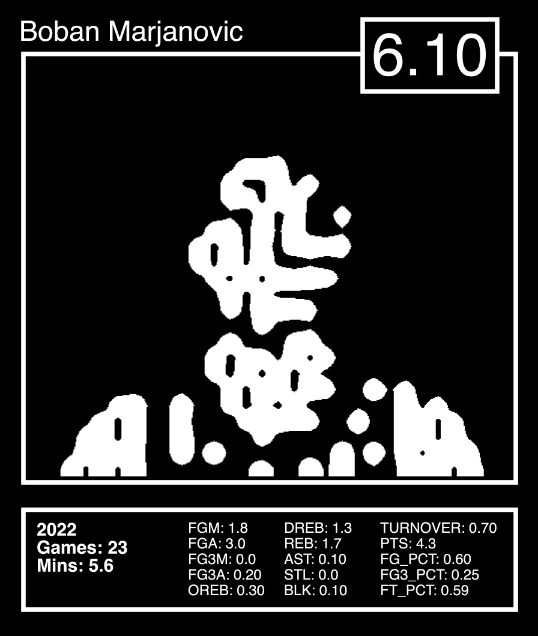 Boban Marjanovic
6.10
2022
Games: 23
Mins: 5.6
FGM: 1.8
FGA: 3.0
FG3M: 0.0
FG3A: 0.20
OREB: 0.30
DREB: 1.3
REB: 1.7
AST: 0.10
STL: 0.0
BLK: 0.10
TURNOVER: 0.70
PTS: 4.3
FG_PCT: 0.60
FG3_PCT: 0.25
FT_PCT: 0.59